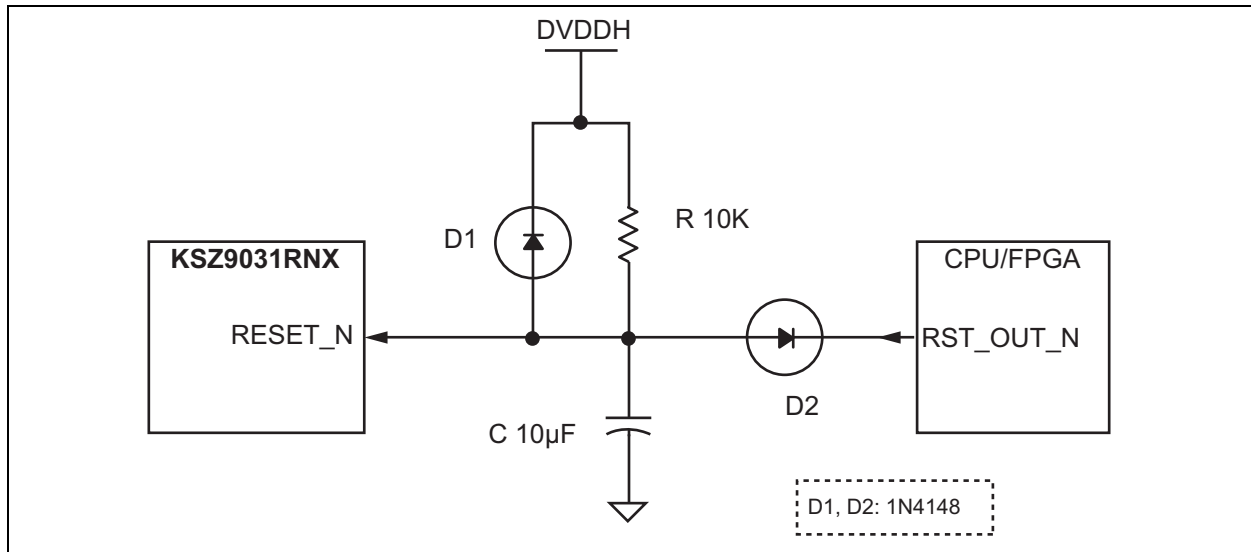 DVDDH
D1
R 10K
KSZ9031RNX
CPU/FPGA
RESET_N
RST_OUT_N
D2
C 10µF
D1, D2: 1N4148